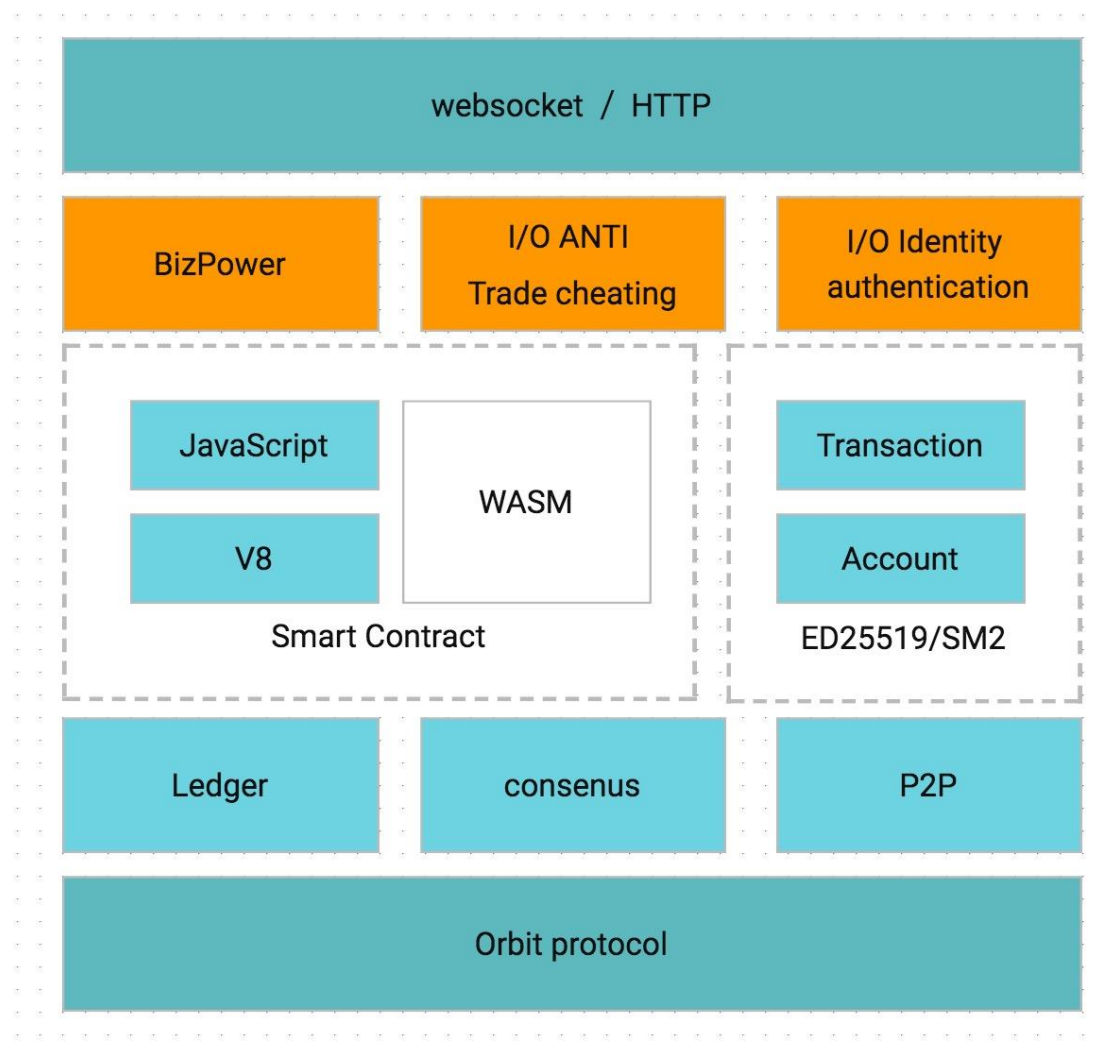 websocket / HTTP
BizPower
I/O ANTI
Trade cheating
I/O Identity
authentication
JavaScript
V8
WASM
Smart Contract
Transaction
Account
ED25519/SM2
Ledger
consenus
P2P
Orbit protocol